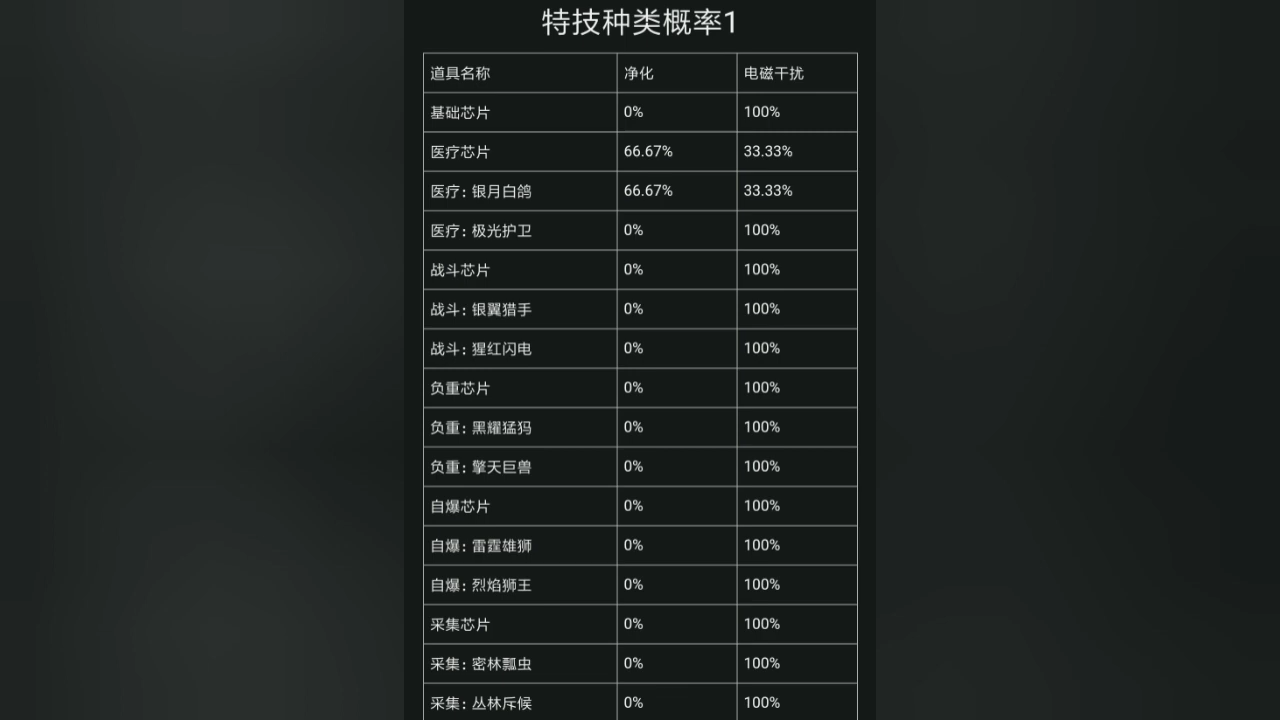 特技种类概率1
道具名称 净化 电磁干扰
基础芯片 0% 100%
医疗芯片 66.67% 33.33%
医疗：银月白鸽 66.67% 33.33%
医疗：极光护卫 0% 100%
战斗芯片 0% 100%
战斗：银翼猎手 0% 100%
战斗：猩红闪电 0% 100%
负重芯片 0% 100%
负重：黑耀猛犸 0% 100%
负重：擎天巨兽 0% 100%
自爆芯片 0% 100%
自爆：雷霆雄狮 0% 100%
自爆：烈焰狮王 0% 100%
采集芯片 0% 100%
采集：密林瓢虫 0% 100%
采集：丛林斥候 0% 100%